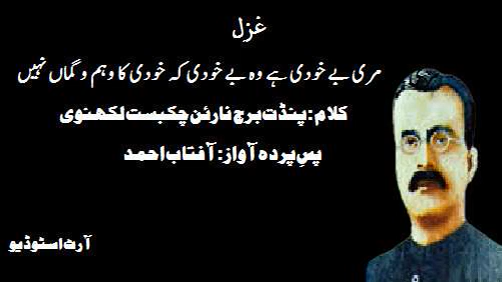 غزل
مری بے خودی ہے وہ بے خودی کہ خودی کا وہم و گماں نہیں
کلام: پنڈت برج نارائن چکبست لکھنوی
پسِ پردہ آواز: آفتاب احمد
آرٹ اسٹوڈیو